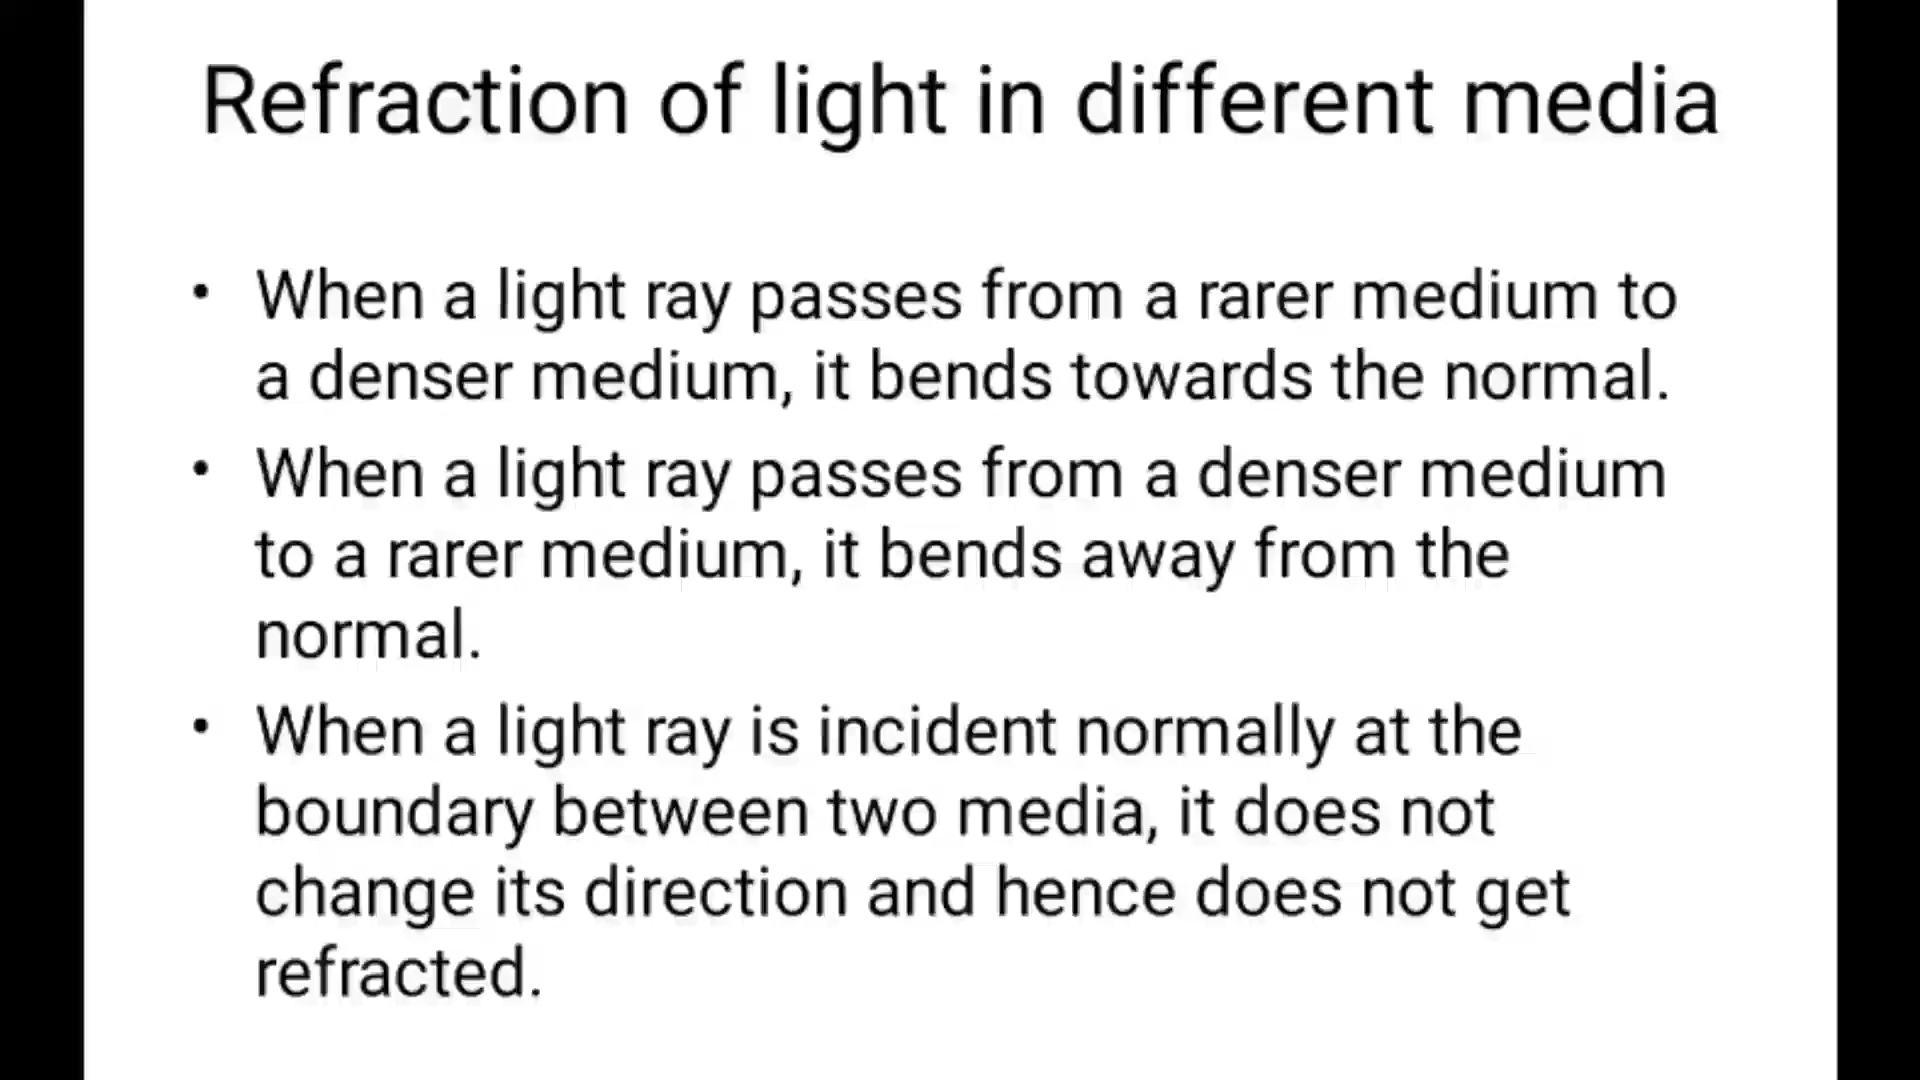 Refraction of light in different media
• When a light ray passes from a rarer medium to
a denser medium, it bends towards the normal.
• When a light ray passes from a denser medium
to a rarer medium, it bends away from the
normal.
• When a light ray is incident normally at the
boundary between two media, it does not
change its direction and hence does not get
refracted.